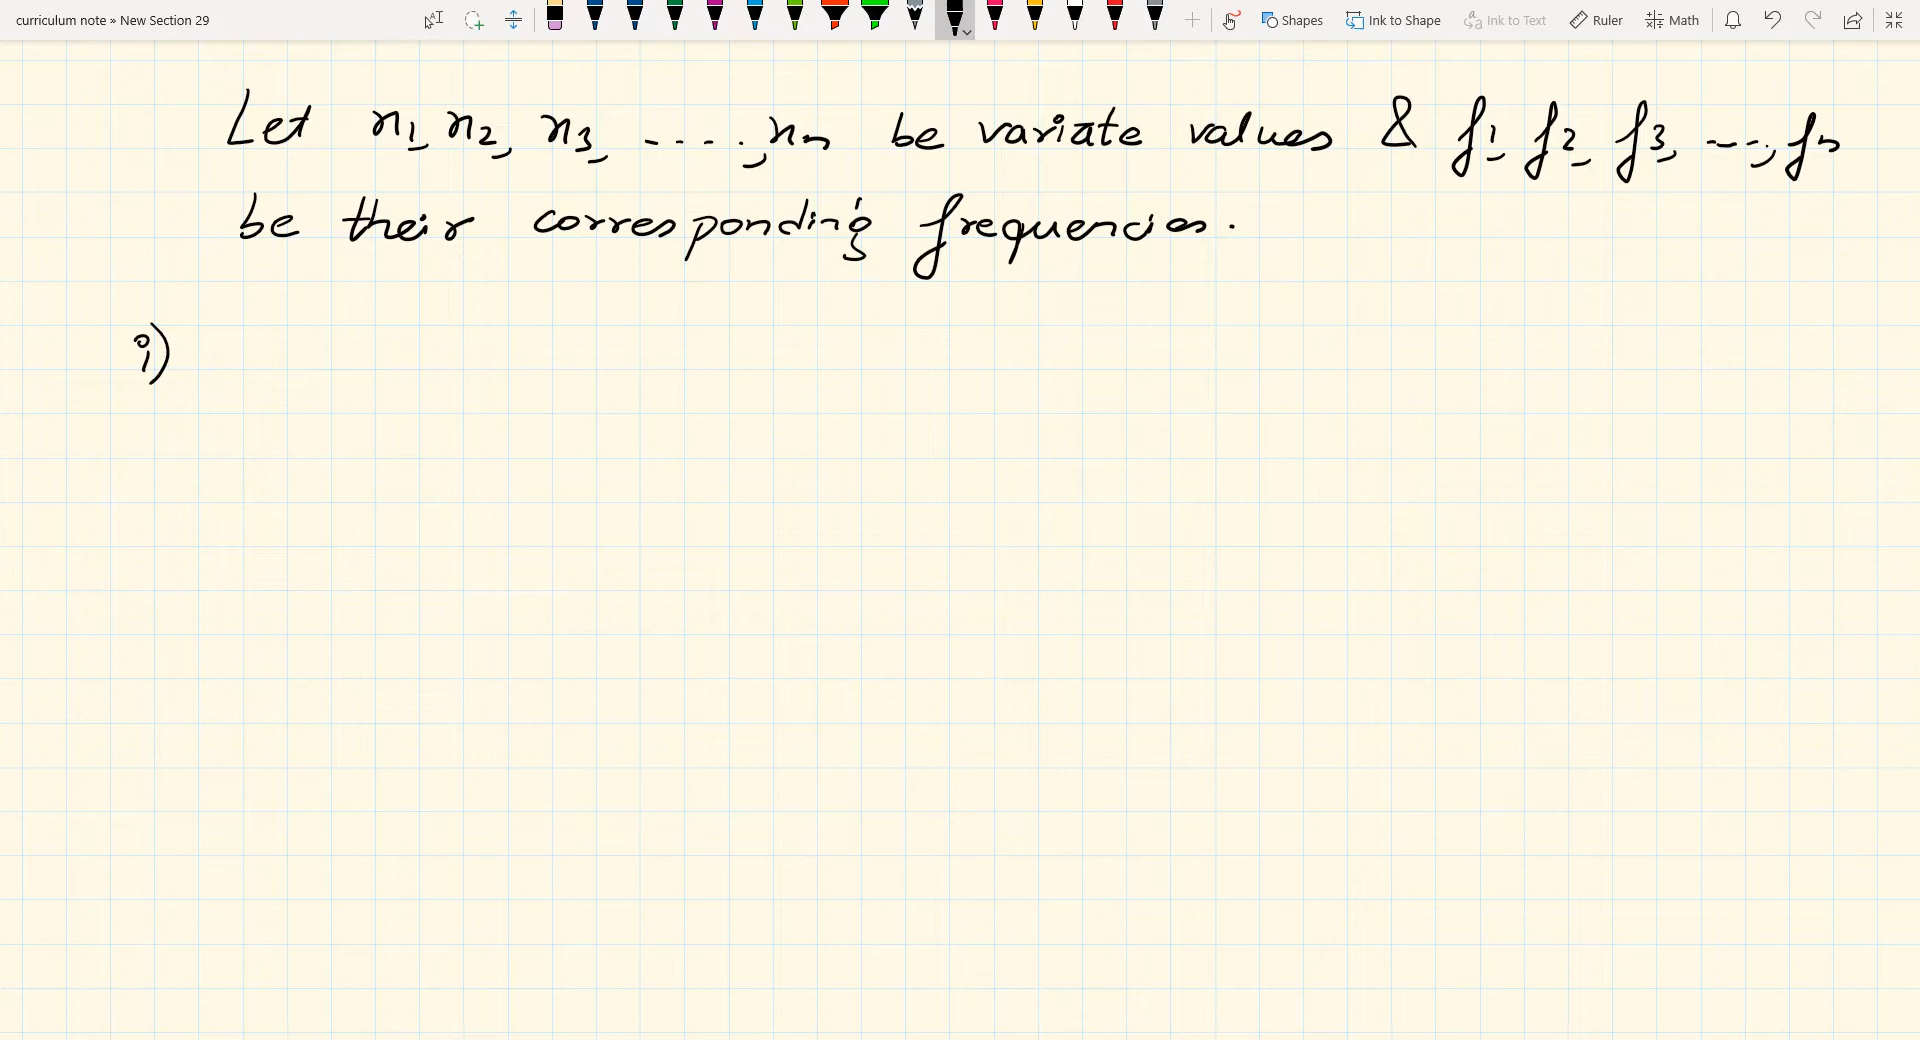 curriculum note » New Section 29
Shapes Ink to Shape Ink to Text Ruler Math
Let x₁, x₂, x₃, ----, xₙ be variate values & f₁, f₂, f₃, ---, fₙ
be their corresponding frequencies.
i)